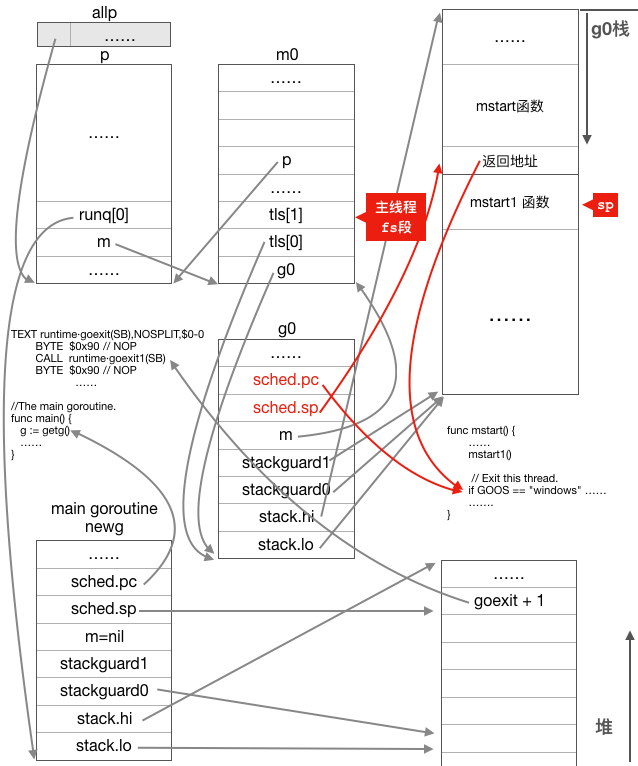 allp
……
p
……
runq[0]
m
……
m0
……
p
……
tls[1]
tls[0]
g0
主线程
fs段
……
mstart函数
返回地址
mstart1 函数
……
g0栈
sp
TEXT runtime·goexit(SB),NOSPLIT,$0-0
BYTE $0x90 // NOP
CALL runtime·goexit1(SB)
BYTE $0x90 // NOP
……
//The main goroutine.
func main() {
g := getg()
……
}
g0
……
sched.pc
sched.sp
m
stackguard1
stackguard0
stack.hi
stack.lo
func mstart() {
……
mstart1()
// Exit this thread.
if GOOS == "windows" ……
…….
}
main goroutine
newg
……
sched.pc
sched.sp
m=nil
stackguard1
stackguard0
stack.hi
stack.lo
……
goexit + 1
堆